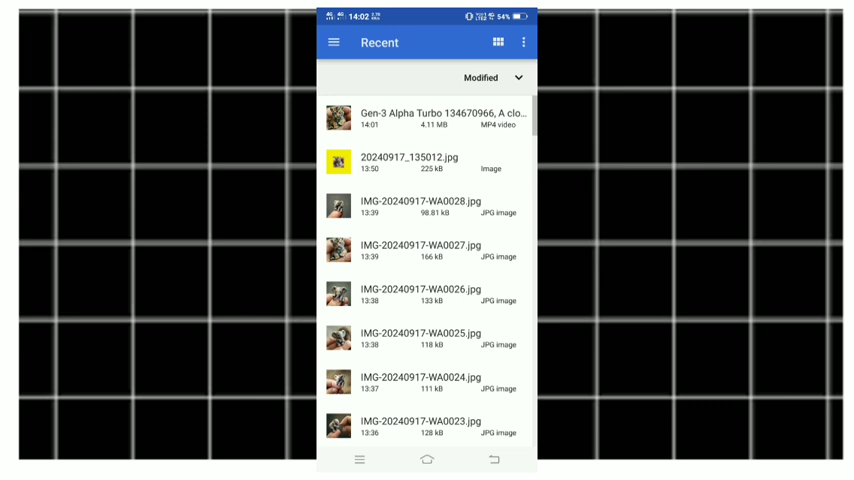 14:02 54%
Recent
Modified
Gen-3 Alpha Turbo 134670966, A clo...
14:01 4.11 MB MP4 video
20240917_135012.jpg
13:50 225 kB Image
IMG-20240917-WA0028.jpg
13:39 98.81 kB JPG image
IMG-20240917-WA0027.jpg
13:39 166 kB JPG image
IMG-20240917-WA0026.jpg
13:38 133 kB JPG image
IMG-20240917-WA0025.jpg
13:38 118 kB JPG image
IMG-20240917-WA0024.jpg
13:37 111 kB JPG image
IMG-20240917-WA0023.jpg
13:36 128 kB JPG image